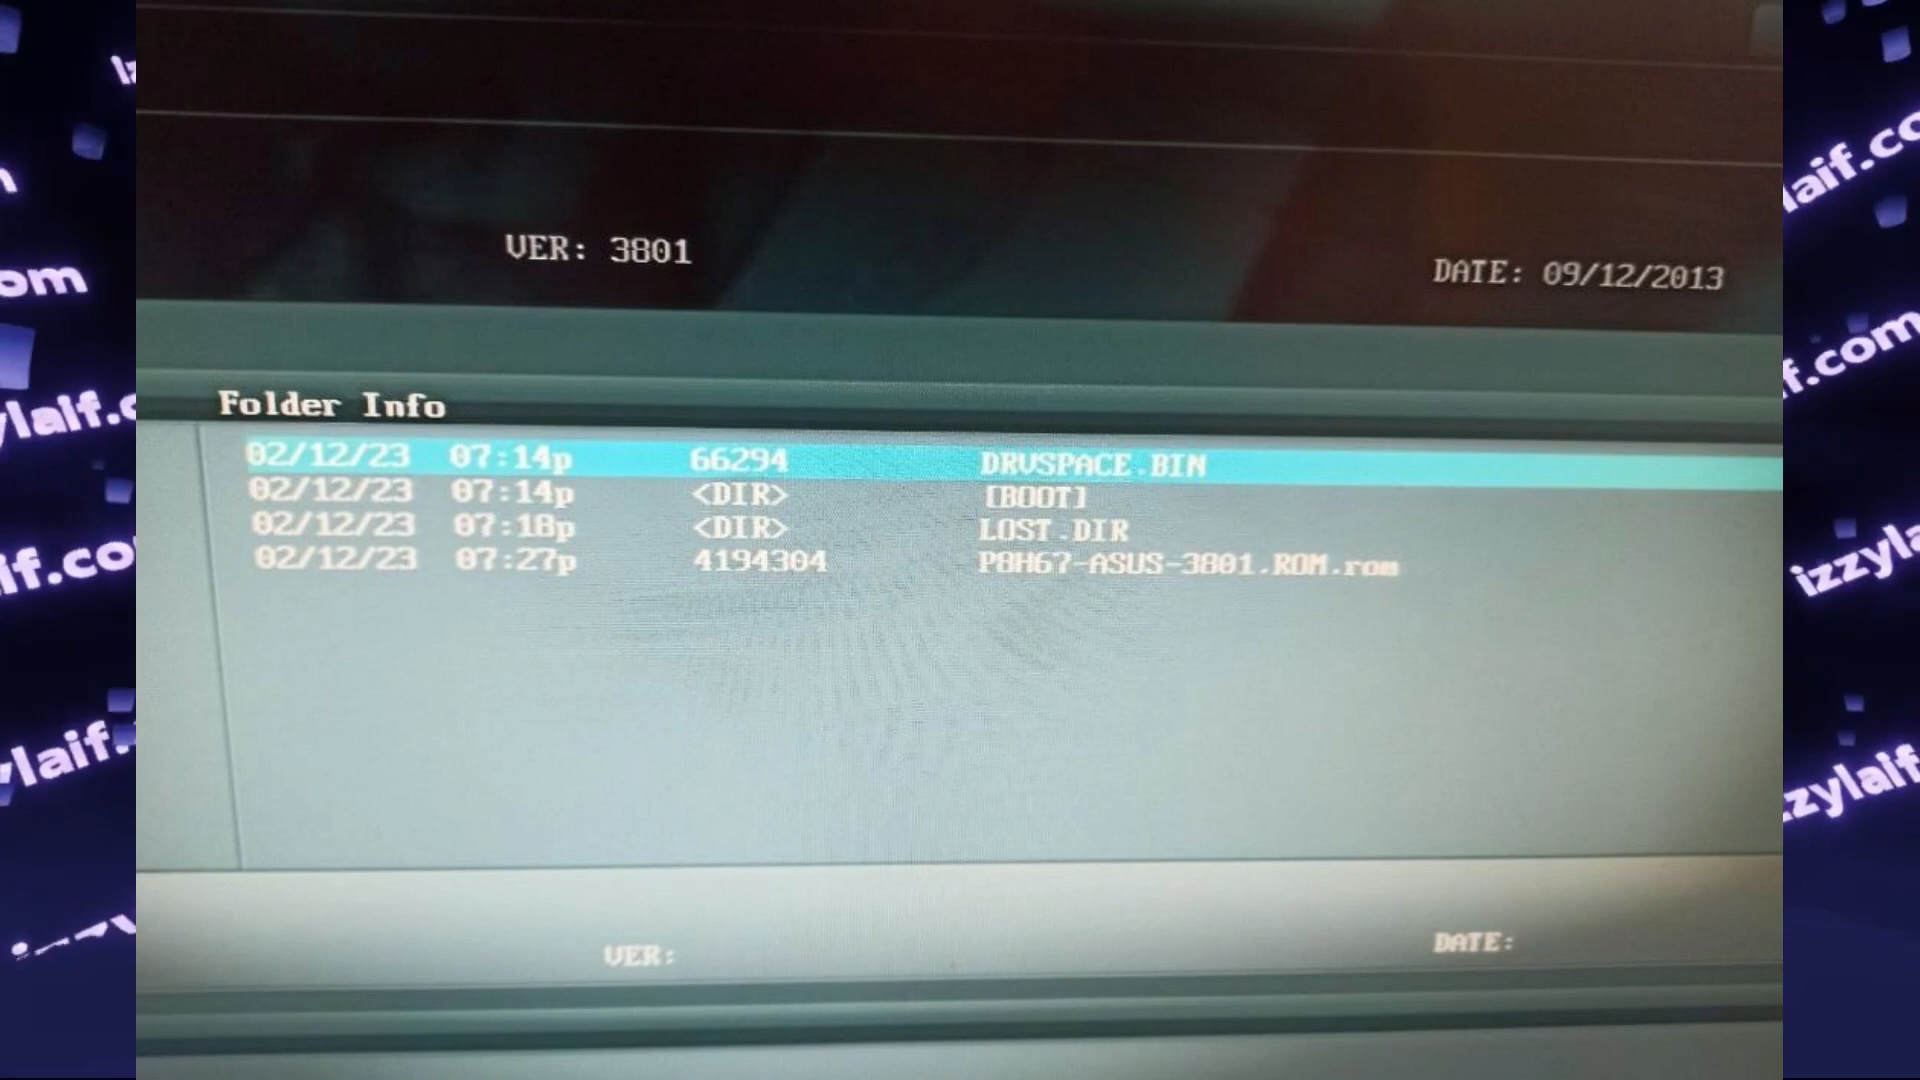 VER: 3801
DATE: 09/12/2013
Folder Info
02/12/23 07:14p 66294 DRVSPACE.BIN
02/12/23 07:14p <DIR> [BOOT]
02/12/23 07:18p <DIR> LOST.DIR
02/12/23 07:27p 4194304 P8H67-ASUS-3801.ROM.rom
VER:
DATE: